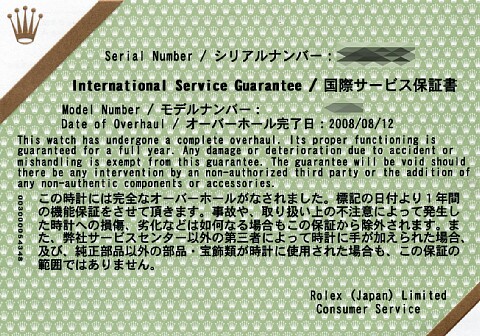 Serial Number / シリアルナンバー：
International Service Guarantee / 国際サービス保証書
Model Number / モデルナンバー：
Date of Overhaul / オーバーホール完了日：2008/08/12
This watch has undergone a complete overhaul. Its proper functioning is
guaranteed for a full year. Any damage or deterioration due to accident or
mishandling is exempt from this guarantee. The guarantee will be void should
there be any intervention by an non-authorized third party or the addition of
any non-authentic components or accessories.
この時計には完全なオーバーホールがなされました。標記の日付より１年間
の機能保証をさせて頂きます。事故や、取り扱い上の不注意によって発生し
た時計への損傷、劣化などは如何なる場合もこの保証から除外されます。ま
た、弊社サービスセンター以外の第三者によって時計に手が加えられた場合、
及び、純正部品以外の部品・宝飾類が時計に使用された場合も、この保証の
範囲ではありません。
Rolex (Japan) Limited
Consumer Service